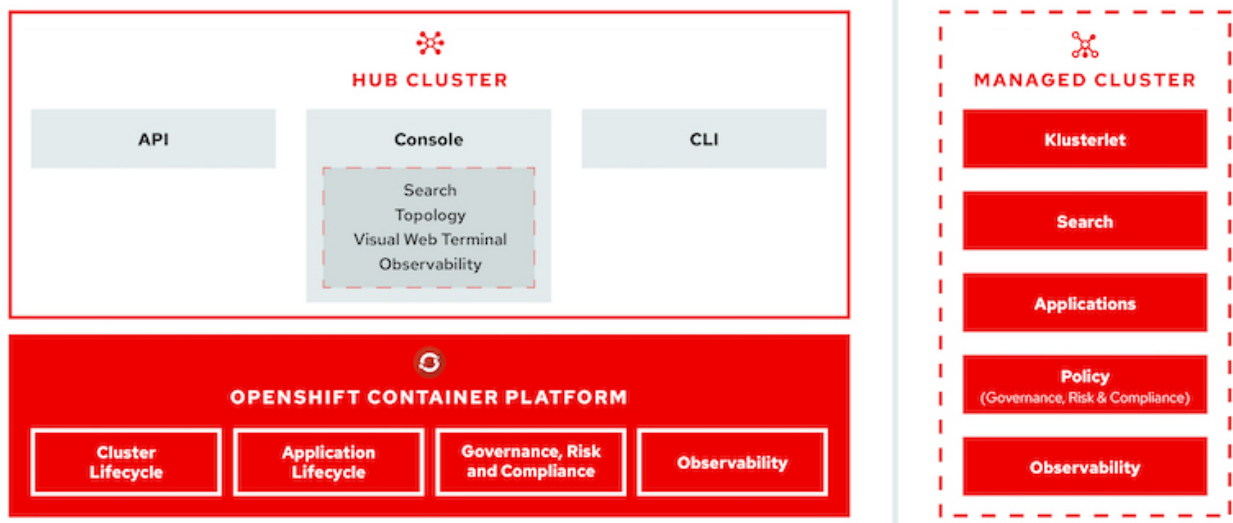 HUB CLUSTER
API
Console
CLI
Search
Topology
Visual Web Terminal
Observability
OPENSHIFT CONTAINER PLATFORM
Cluster
Lifecycle
Application
Lifecycle
Governance, Risk
and Compliance
Observability
MANAGED CLUSTER
Klusterlet
Search
Applications
Policy
(Governance, Risk & Compliance)
Observability